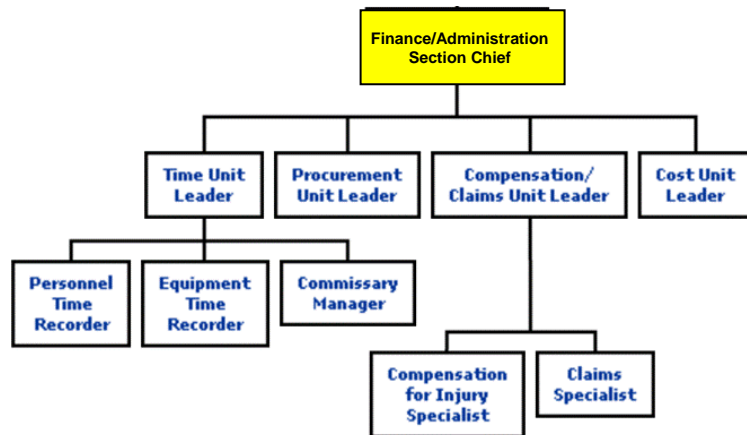 Finance/Administration
Section Chief
Time Unit
Leader
Procurement
Unit Leader
Compensation/
Claims Unit Leader
Cost Unit
Leader
Personnel
Time
Recorder
Equipment
Time
Recorder
Commissary
Manager
Compensation
for Injury
Specialist
Claims
Specialist